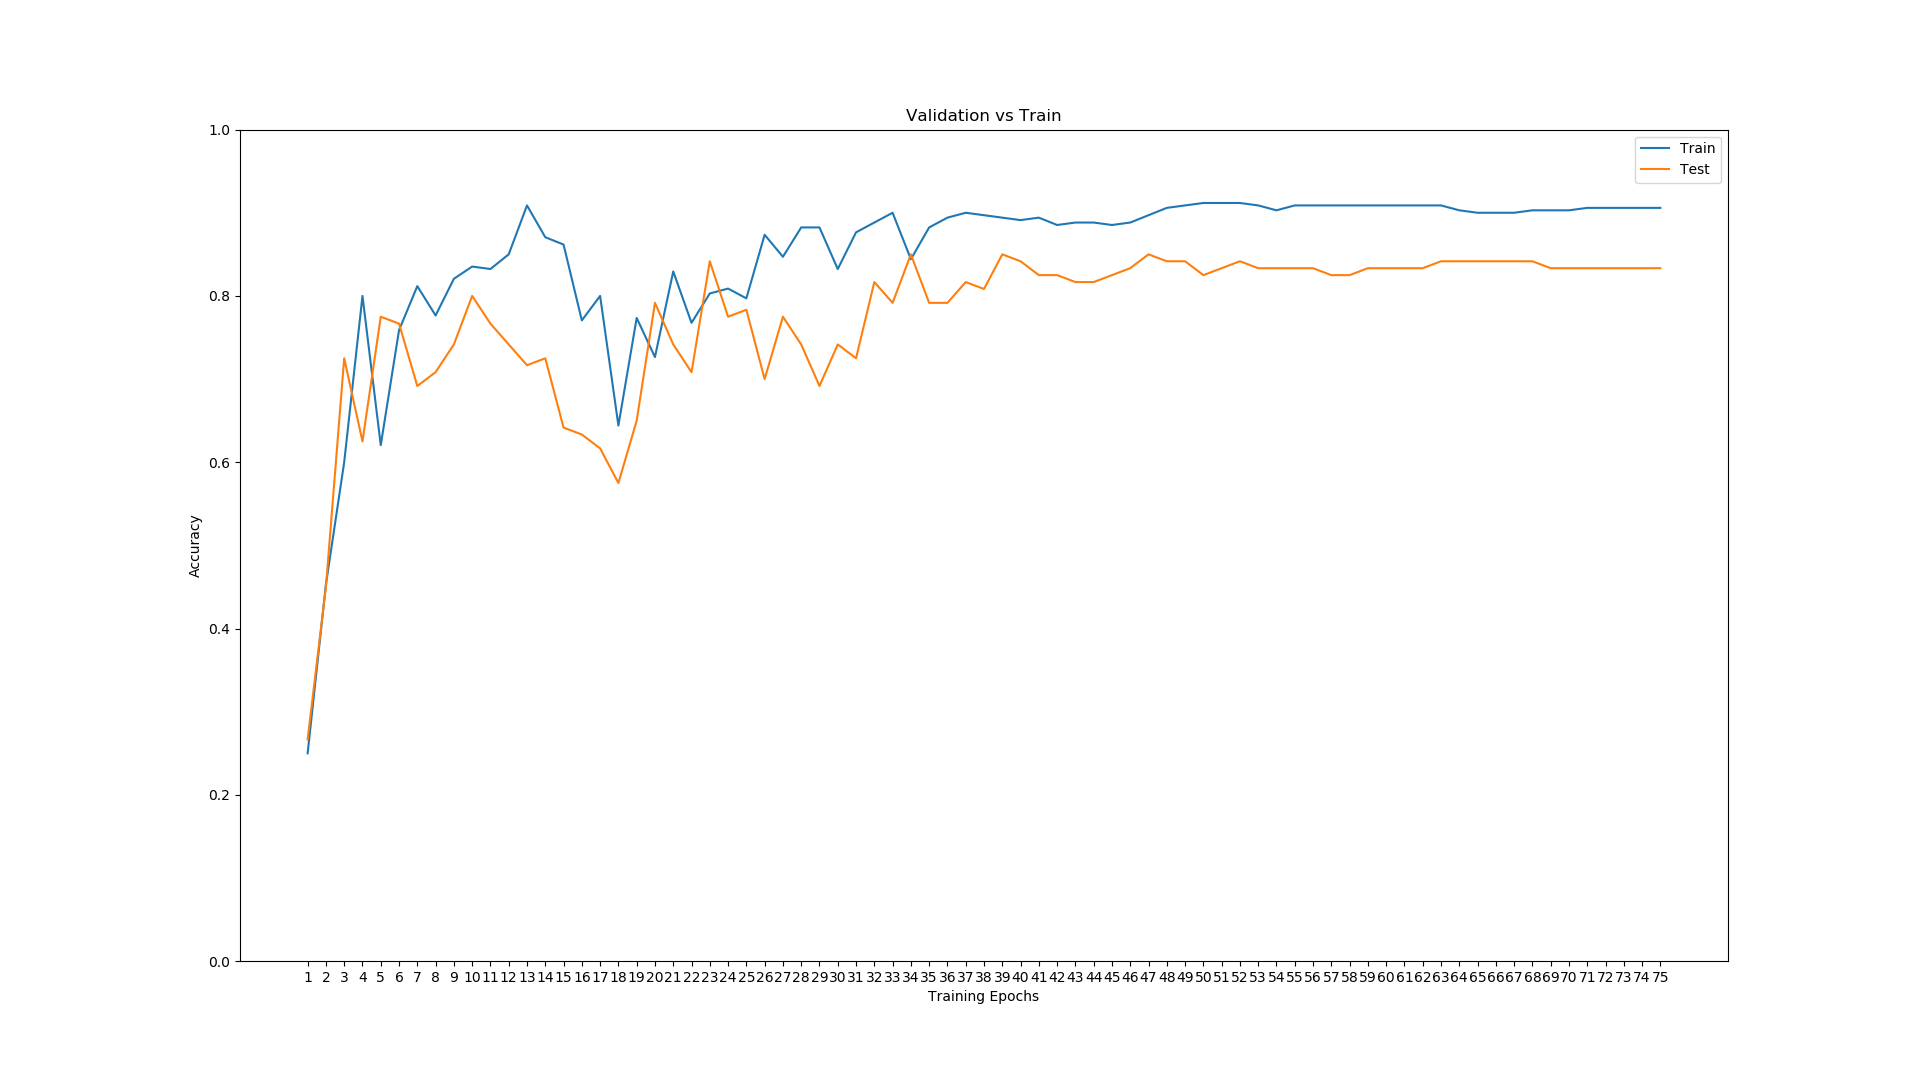 Validation vs Train
1.0
0.8
0.6
0.4
0.2
0.0
Accuracy
Train
Test
1 2 3 4 5 6 7 8 9 10 11 12 13 14 15 16 17 18 19 20 21 22 23 24 25 26 27 28 29 30 31 32 33 34 35 36 37 38 39 40 41 42 43 44 45 46 47 48 49 50 51 52 53 54 55 56 57 58 59 60 61 62 63 64 65 66 67 68 69 70 71 72 73 74 75
Training Epochs